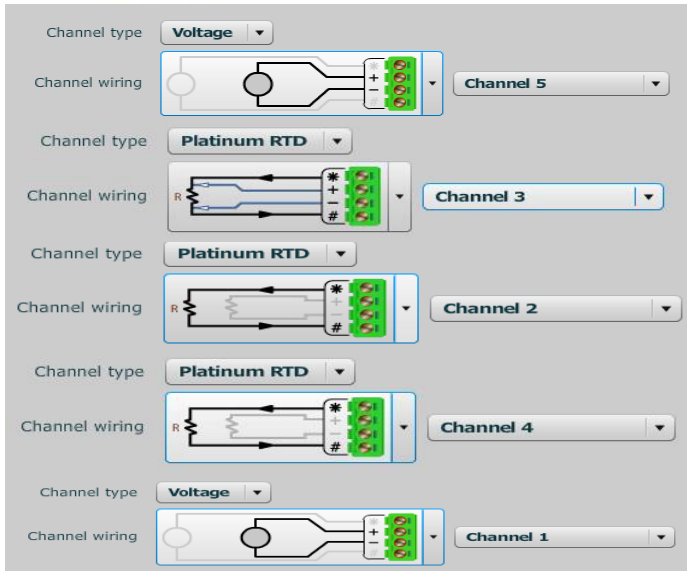 Channel type Voltage
* 
Channel wiring + Channel 5
−
#
Channel type Platinum RTD
*
Channel wiring R + Channel 3
−
#
Channel type Platinum RTD
*
Channel wiring R + Channel 2
−
#
Channel type Platinum RTD
*
Channel wiring R + Channel 4
−
#
Channel type Voltage
*
Channel wiring + Channel 1
−
#